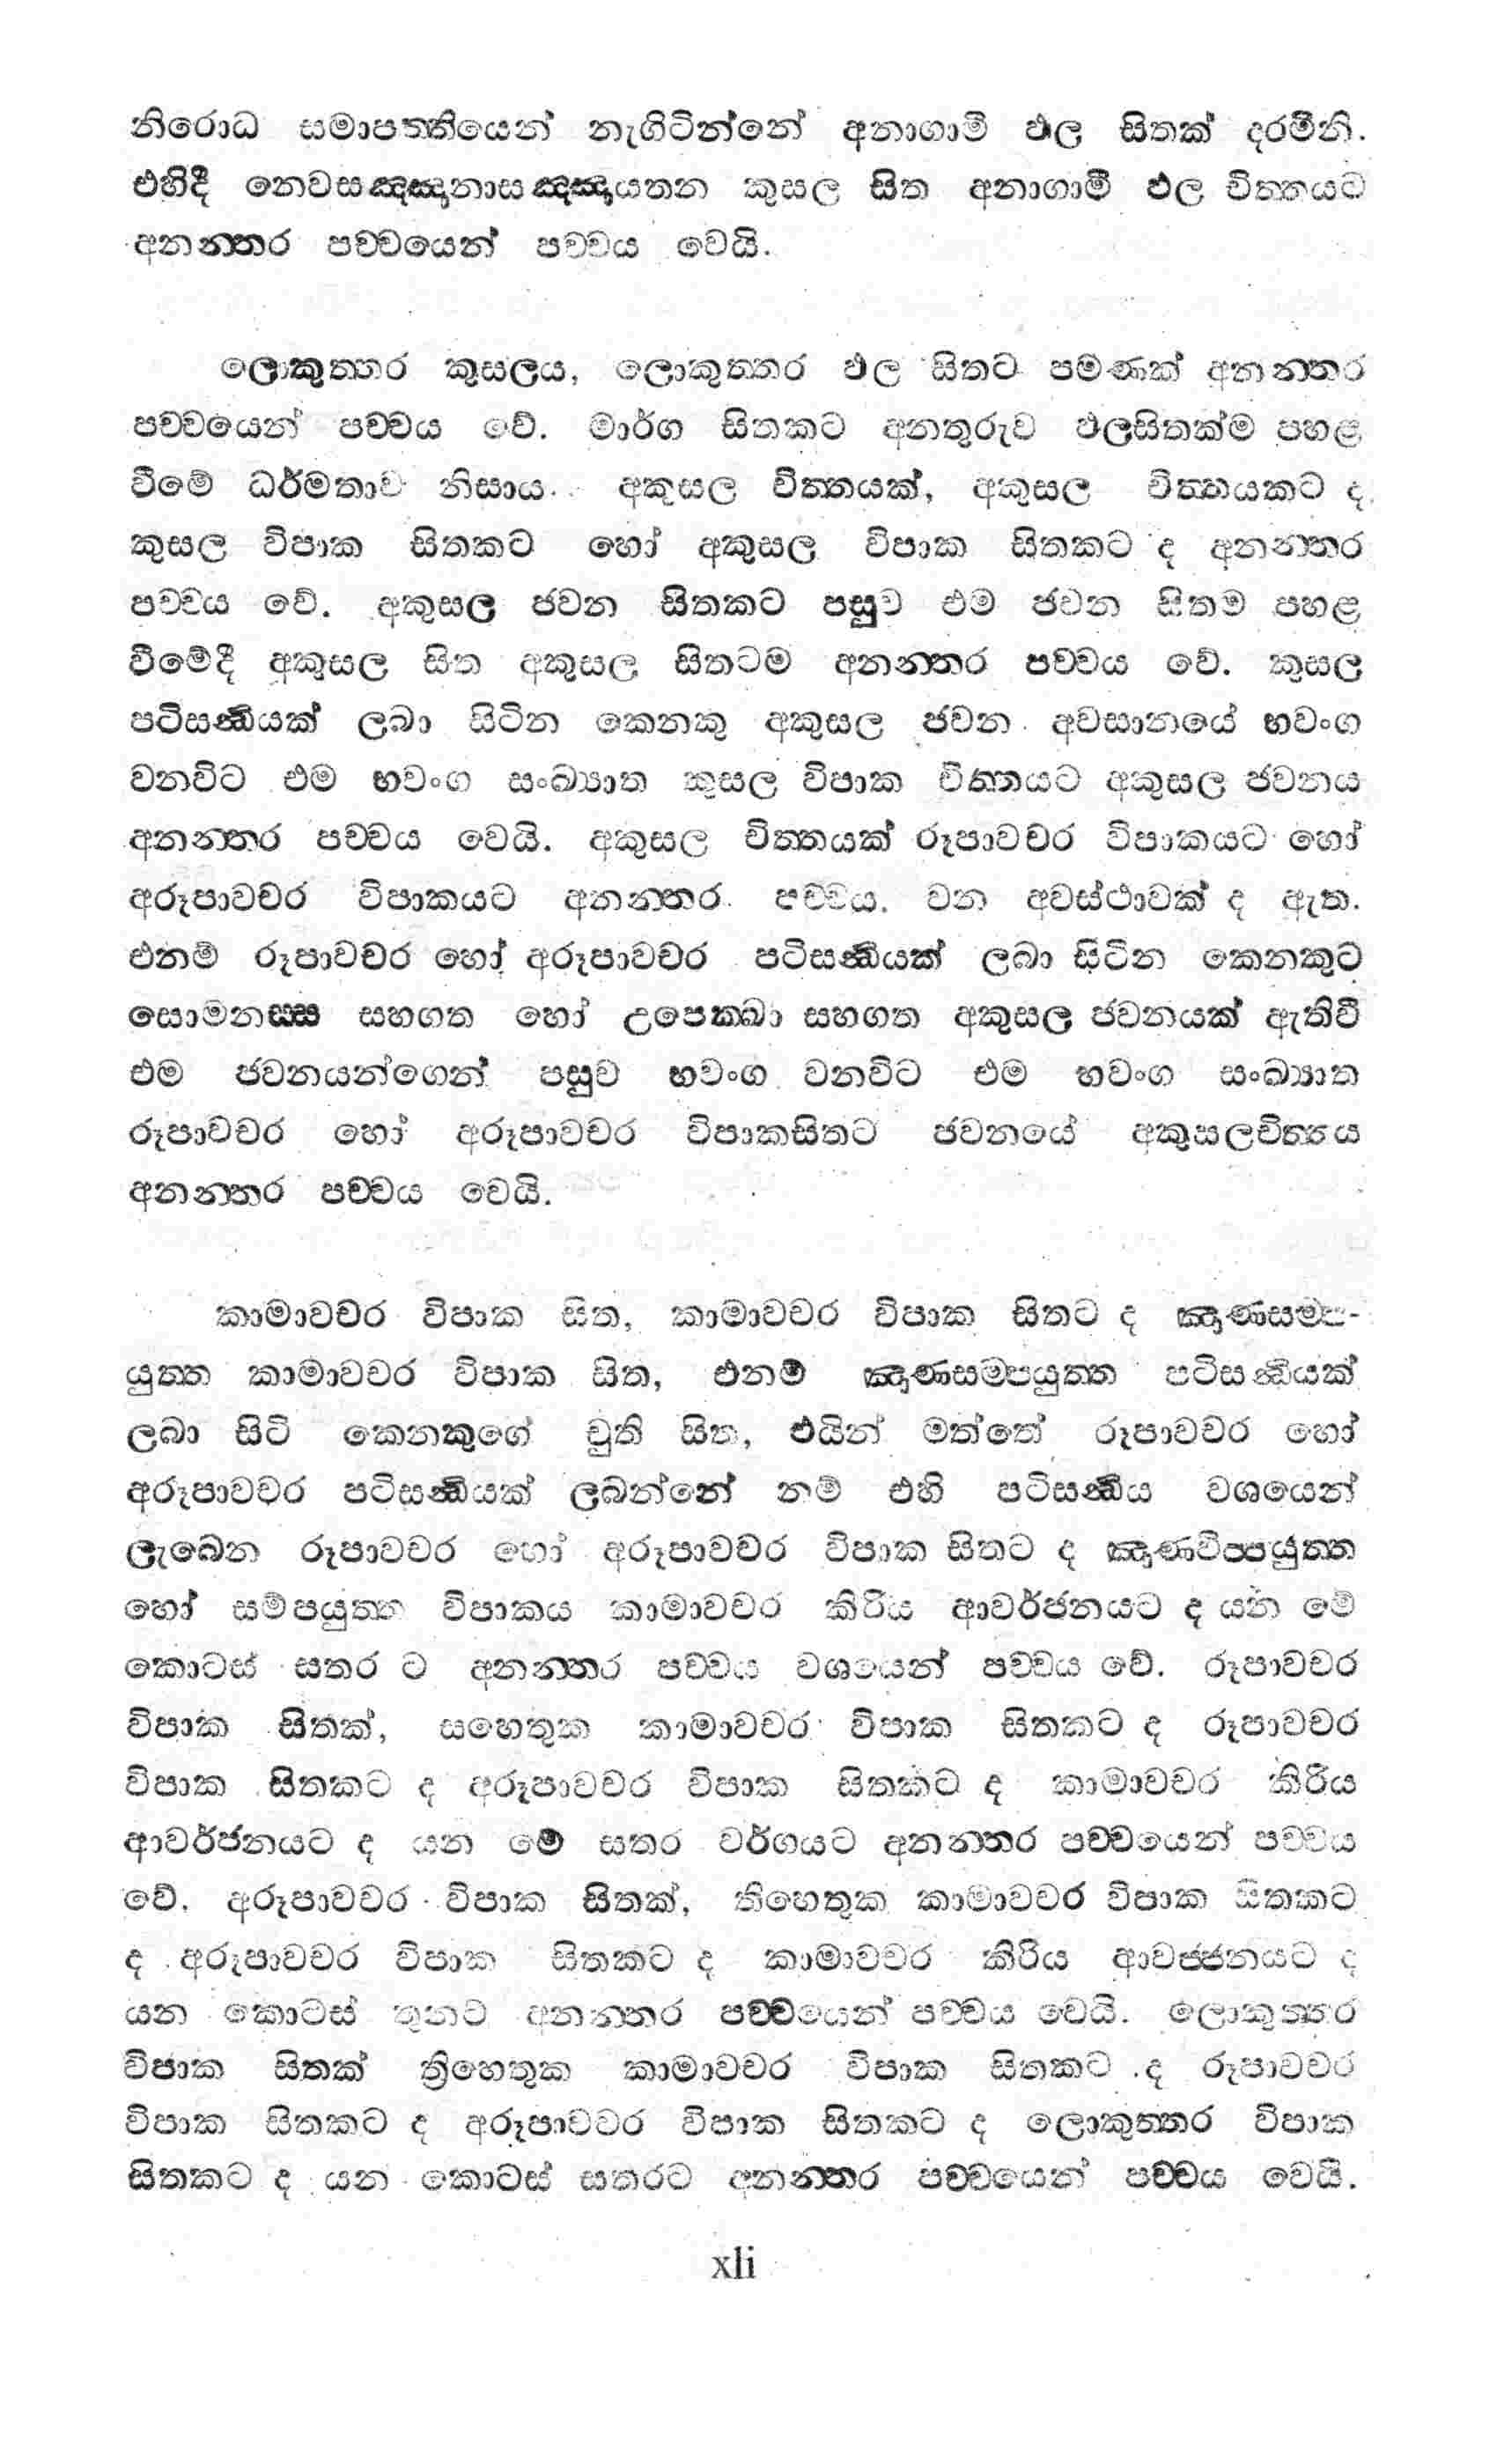 නිරොධ සමාපත්තියෙන් නැගිටින්නේ අනාගාමි ඵල සිතක් දරමිනි.
එහිදී නෙවසඤ්ඤානාසඤ්ඤායතන කුසල සිත අනාගාමී ඵල චිත්තයට
අනන්තර පච්චයෙන් පච්චය වෙයි.
ලොකුත්තර කුසලය, ලොකුත්තර ඵල සිතට පමණක් අනන්තර
පච්චයෙන් පච්චය වේ. මාර්ග සිතකට අනතුරුව ඵලසිතක්ම පහළ
වීමේ ධර්මතාව නිසාය. අකුසල චිත්තයක්, අකුසල චිත්තයකට ද,
කුසල විපාක සිතකට හෝ අකුසල විපාක සිතකට ද අනන්තර
පච්චය වේ. අකුසල ජවන සිතකට පසුව එම ජවන සිතම පහළ
වීමේදී අකුසල සිත අකුසල සිතටම අනන්තර පච්චය වේ. කුසල
පටිසන්ධියක් ලබා සිටින කෙනකු අකුසල ජවන අවසානයේ භවංග
වනවිට එම භවංග සංඛ්‍යාත කුසල විපාක චිත්තයට අකුසල ජවනය
අනන්තර පච්චය වෙයි. අකුසල චිත්තයක් රූපාවචර විපාකයට හෝ
අරූපාවචර විපාකයට අනන්තර පච්චය වන අවස්ථාවක් ද ඇත.
එනම් රූපාවචර හෝ අරූපාවචර පටිසන්ධියක් ලබා සිටින කෙනකුට
සොමනස්ස සහගත හෝ උපෙක්ඛා සහගත අකුසල ජවනයක් ඇතිවී
එම ජවනයන්ගෙන් පසුව භවංග වනවිට එම භවංග සංඛ්‍යාත
රූපාවචර හෝ අරූපාවචර විපාකසිතට ජවනයේ අකුසලචිත්තය
අනන්තර පච්චය වෙයි.
කාමාවචර විපාක සිත, කාමාවචර විපාක සිතට ද ඤාණසම්ප-
යුත්ත කාමාවචර විපාක සිත, එනම් ඤාණසම්පයුත්ත පටිසන්ධියක්
ලබා සිටි කෙනකුගේ චුති සිත, එයින් මත්තේ රූපාවචර හෝ
අරූපාවචර පටිසන්ධියක් ලබන්නේ නම් එහි පටිසන්ධිය වශයෙන්
ලැබෙන රූපාවචර හෝ අරූපාවචර විපාක සිතට ද ඤාණවිප්පයුත්ත
හෝ සම්පයුත්ත විපාකය කාමාවචර කිරිය ආවර්ජනයට ද යන මේ
කොටස් සතර ට අනන්තර පච්චය වශයෙන් පච්චය වේ. රූපාවචර
විපාක සිතක්, සහෙතුක කාමාවචර විපාක සිතකට ද රූපාවචර
විපාක සිතකට ද අරූපාවචර විපාක සිතකට ද කාමාවචර කිරිය
ආවර්ජනයට ද යන මේ සතර වර්ගයට අනන්තර පච්චයෙන් පච්චය
වේ. අරූපාවචර විපාක සිතක්, තිහෙතුක කාමාවචර විපාක සිතකට
ද අරූපාවචර විපාක සිතකට ද කාමාවචර කිරිය ආවජ්ජනයට ද
යන කොටස් තුනට අනන්තර පච්චයෙන් පච්චය වෙයි. ලොකුත්තර
විපාක සිතක් ත්‍රිහෙතුක කාමාවචර විපාක සිතකට ද රූපාවචර
විපාක සිතකට ද අරූපාවචර විපාක සිතකට ද ලොකුත්තර විපාක
සිතකට ද යන කොටස් සතරට අනන්තර පච්චයෙන් පච්චය වෙයි.
xli